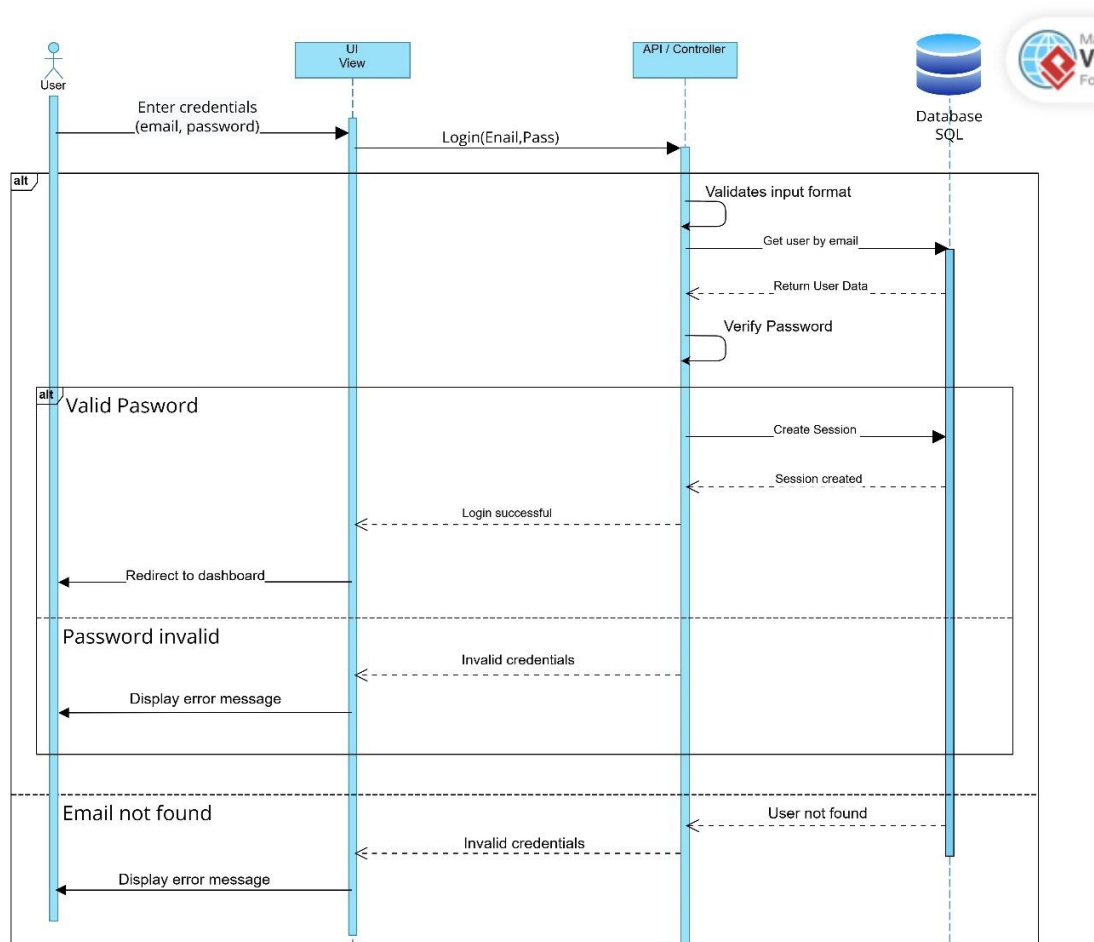 UI
View
API / Controller
Ma
V
Fo
User
Database
SQL
Enter credentials
(email, password)
Login(Enail,Pass)
alt
Validates input format
Get user by email
Return User Data
Verify Password
alt
Valid Pasword
Create Session
Session created
Login successful
Redirect to dashboard
Password invalid
Invalid credentials
Display error message
Email not found
User not found
Invalid credentials
Display error message